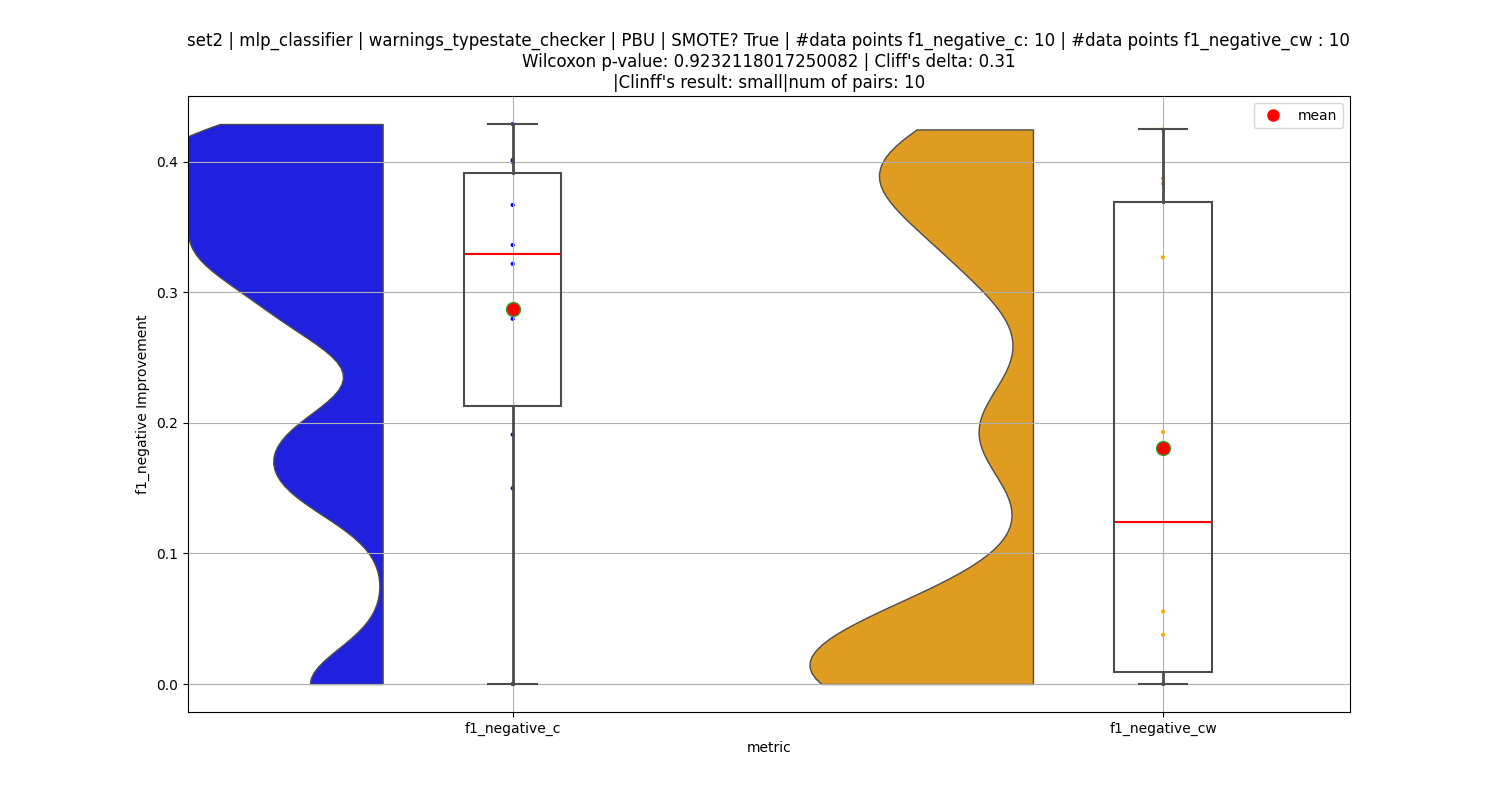 set2 | mlp_classifier | warnings_typestate_checker | PBU | SMOTE? True | #data points f1_negative_c: 10 | #data points f1_negative_cw : 10
Wilcoxon p-value: 0.9232118017250082 | Cliff's delta: 0.31
|Clinff's result: small|num of pairs: 10
mean
0.4
0.3
0.2
0.1
0.0
f1_negative Improvement
f1_negative_c
f1_negative_cw
metric